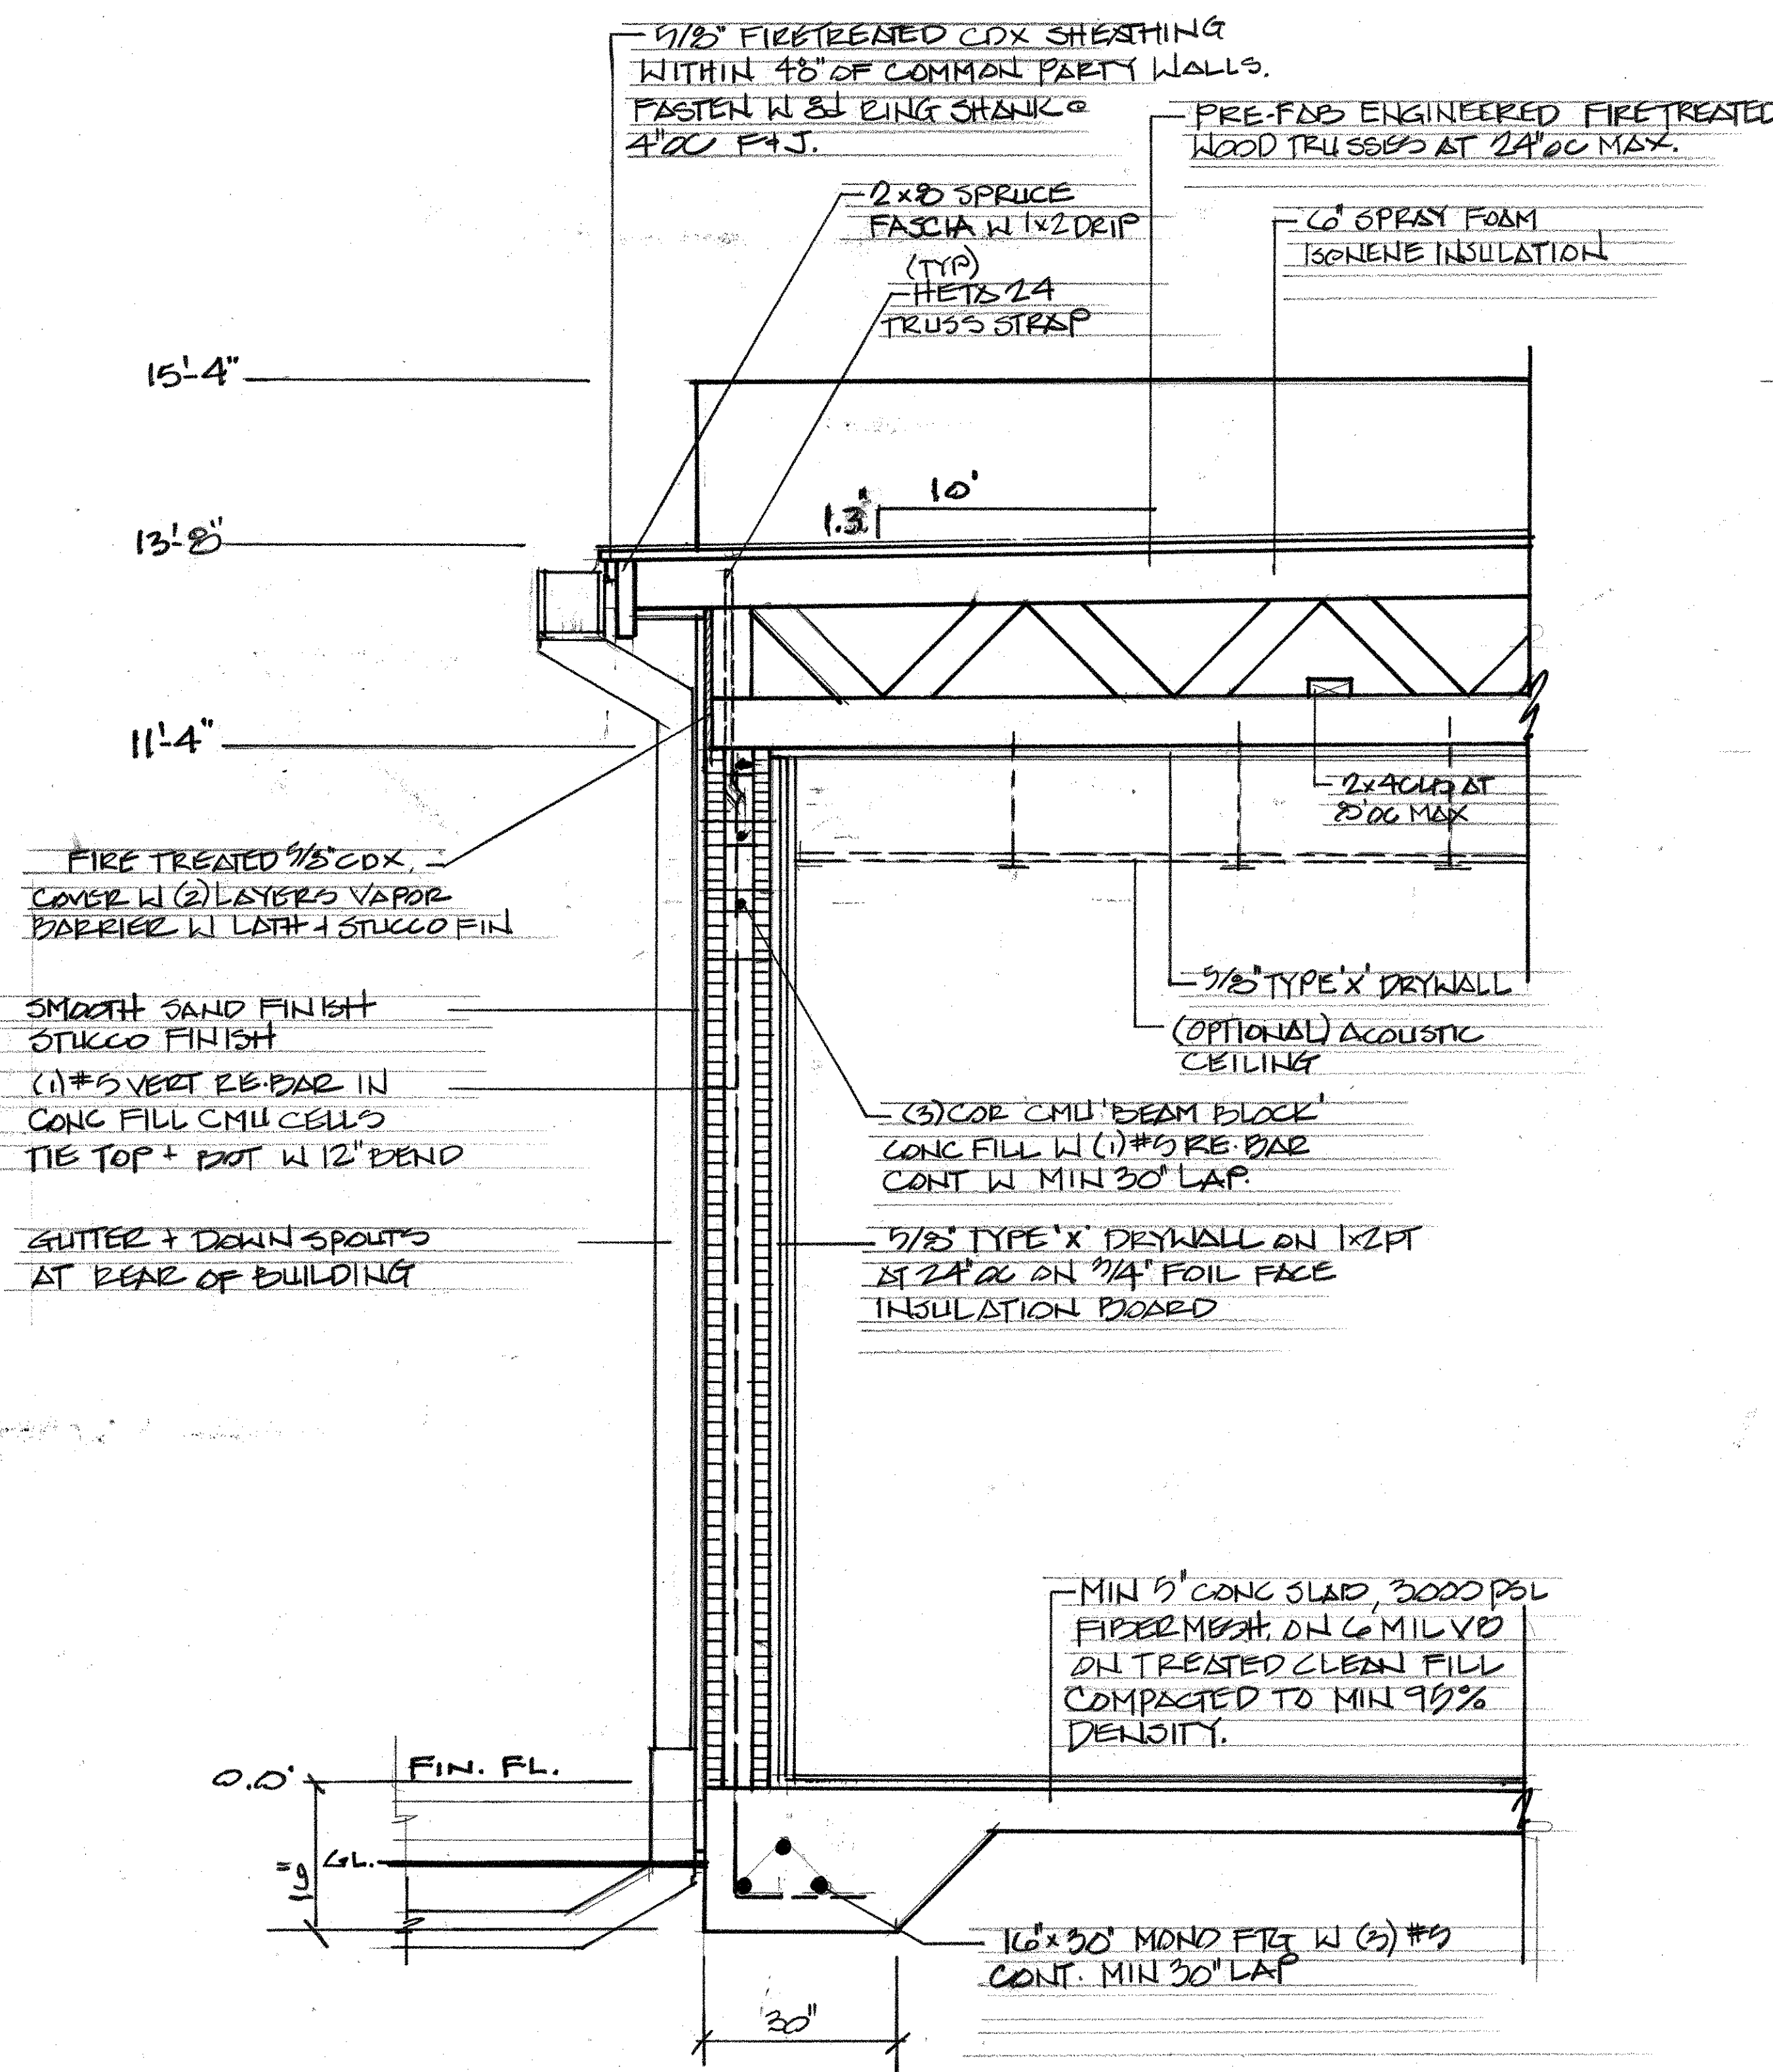 5/8" FIRETREATED CDX SHEATHING
WITHIN 48" OF COMMON PARTY WALLS.
FASTEN W 8d RING SHANK @
4"OC F+J.
PRE-FAB ENGINEERED FIRETREATED
WOOD TRUSSES AT 24"OC MAX.
2x8 SPRUCE
FASCIA W 1x2 DRIP
(TYP)
HETA 24
TRUSS STRAP
6" SPRAY FOAM
ISONENE INSULATION
15'-4"
10'
1.3"
13'-8"
11'-4"
2x4 CLIP AT
8'OC MAX
FIRE TREATED 5/8" CDX,
COVER W (2) LAYERS VAPOR
BARRIER W LATH + STUCCO FIN
SMOOTH SAND FINISH
STUCCO FINISH
(1) #5 VERT RE-BAR IN
CONC FILL CMU CELLS
TIE TOP + BOT W 12" BEND
GUTTER + DOWN SPOUTS
AT REAR OF BUILDING
5/8" TYPE 'X' DRYWALL
(OPTIONAL) ACOUSTIC
CEILING
(3) COR CMU 'BEAM BLOCK'
CONC FILL W (1) #5 RE-BAR
CONT W MIN 30" LAP.
5/8" TYPE 'X' DRYWALL ON 1x2 PT
AT 24" OC ON 3/4" FOIL FACE
INSULATION BOARD
MIN 5" CONC SLAB, 3000 PSI
FIBERMESH, ON 6 MIL VB
ON TREATED CLEAN FILL
COMPACTED TO MIN 95%
DENSITY.
0.0'
FIN. FL.
GL.
16"x30" MONO FTG W (3) #5
CONT. MIN 30" LAP
30"